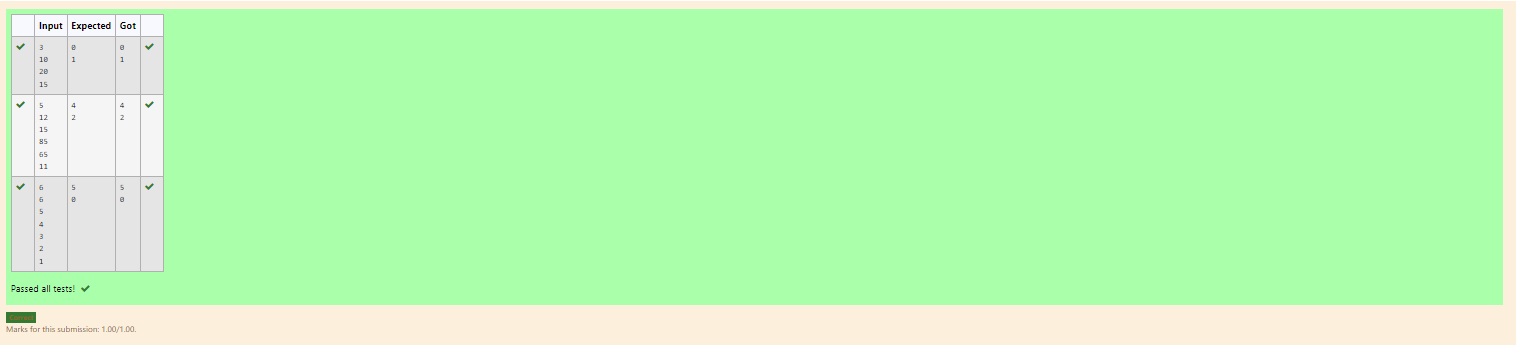 Input Expected Got
3 0 0
10 1 1
20
15
5 4 4
12 2 2
15
85
65
11
6 5 5
6 0 0
5
4
3
2
1
Passed all tests!
Correct
Marks for this submission: 1.00/1.00.